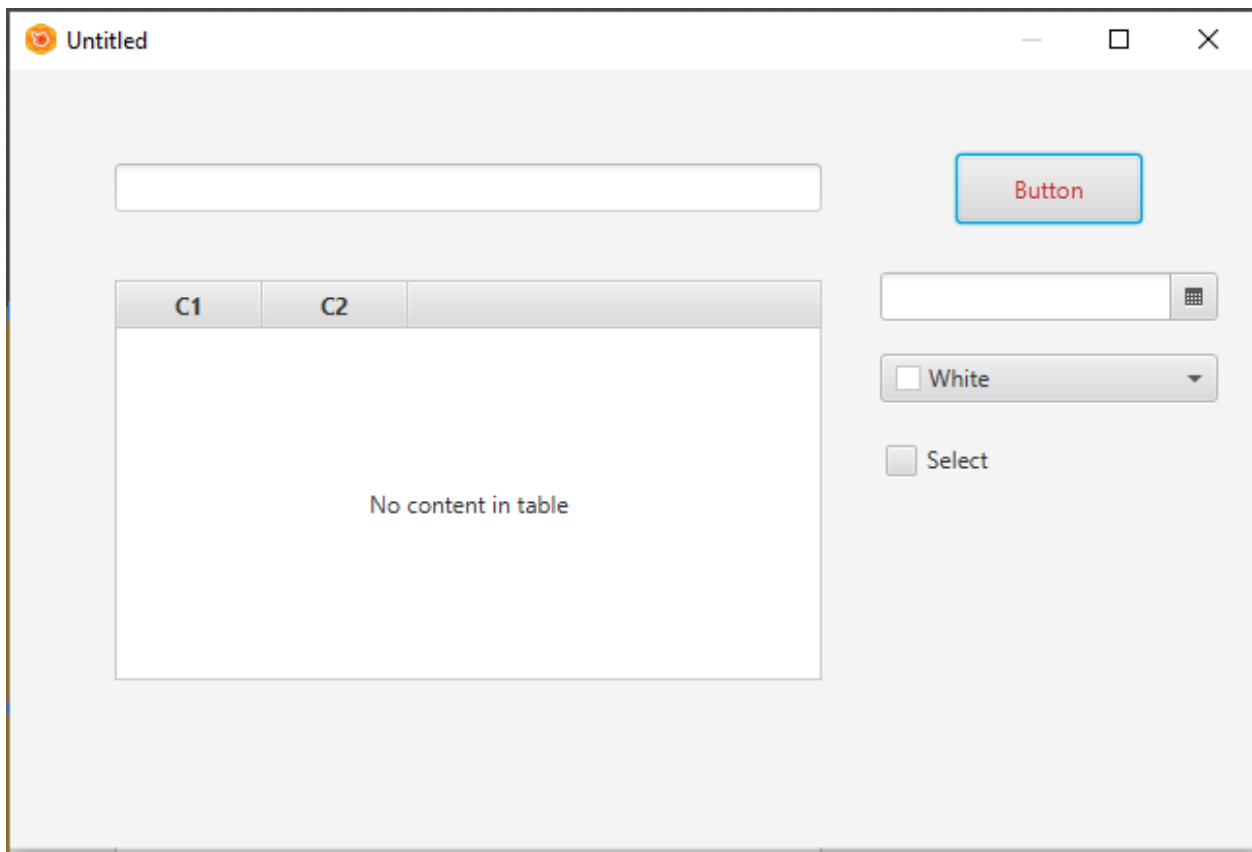 Untitled
Button
C1 C2
White
Select
No content in table